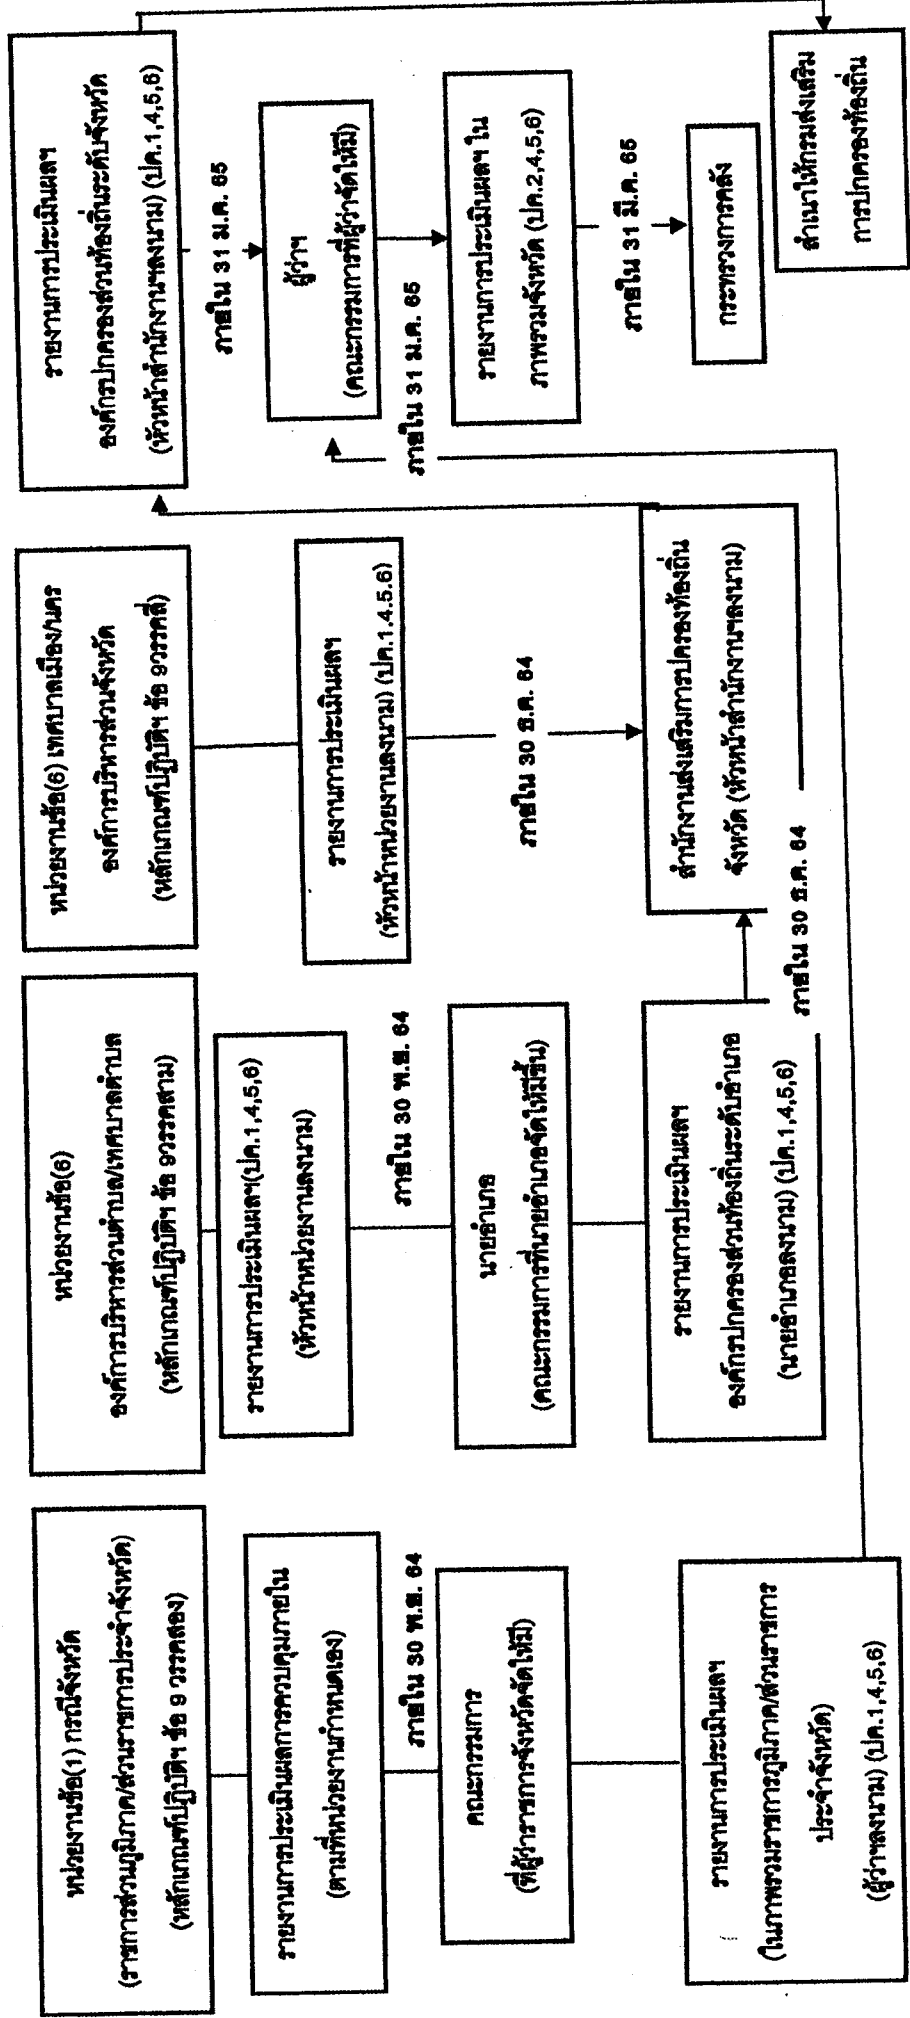 หน่วยงานข้อ(1) กรณีจังหวัด
(ราชการส่วนภูมิภาค/ส่วนราชการประจำจังหวัด)
(หลักเกณฑ์ปฏิบัติฯ ข้อ 9 วรรคสอง)
รายงานการประเมินผลการควบคุมภายใน
(ตามที่หน่วยงานกำหนดเอง)
ภายใน 30 พ.ย. 64
คณะกรรมการ
(ที่ผู้ว่าราชการจังหวัดจัดให้มี)
รายงานการประเมินผลฯ
(ในภาพรวมราชการภูมิภาค/ส่วนราชการ
ประจำจังหวัด)
(ผู้ว่าฯลงนาม) (ปค.1,4,5,6)
หน่วยงานข้อ(6)
องค์การบริหารส่วนตำบล/เทศบาลตำบล
(หลักเกณฑ์ปฏิบัติฯ ข้อ 9วรรคสาม)
รายงานการประเมินผลฯ(ปค.1,4,5,6)
(หัวหน้าหน่วยงานลงนาม)
ภายใน 30 พ.ย. 64
นายอำเภอ
(คณะกรรมการที่นายอำเภอจัดให้มีขึ้น)
รายงานการประเมินผลฯ
องค์กรปกครองส่วนท้องถิ่นระดับอำเภอ
(นายอำเภอลงนาม) (ปค.1,4,5,6)
ภายใน 30 ธ.ค. 64
หน่วยงานข้อ(6) เทศบาลเมือง/นคร
องค์การบริหารส่วนจังหวัด
(หลักเกณฑ์ปฏิบัติฯ ข้อ 9วรรคสี่)
รายงานการประเมินผลฯ
(หัวหน้าหน่วยงานลงนาม) (ปค.1.4.5.6)
ภายใน 30 ธ.ค. 64
สำนักงานส่งเสริมการปกครองท้องถิ่น
จังหวัด (หัวหน้าสำนักงานฯลงนาม)
รายงานการประเมินผลฯ
องค์กรปกครองส่วนท้องถิ่นระดับจังหวัด
(หัวหน้าสำนักงานฯลงนาม) (ปค.1,4,5,6)
ภายใน 31 ม.ค. 65
ผู้ว่าฯ
(คณะกรรมการที่ผู้ว่าจัดให้มี)
ภายใน 31 ม.ค. 65
รายงานการประเมินผลฯ ใน
ภาพรวมจังหวัด (ปค.2,4,5,6)
ภายใน 31 มี.ค. 65
กระทรวงการคลัง
สำเนาให้กรมส่งเสริม
การปกครองท้องถิ่น